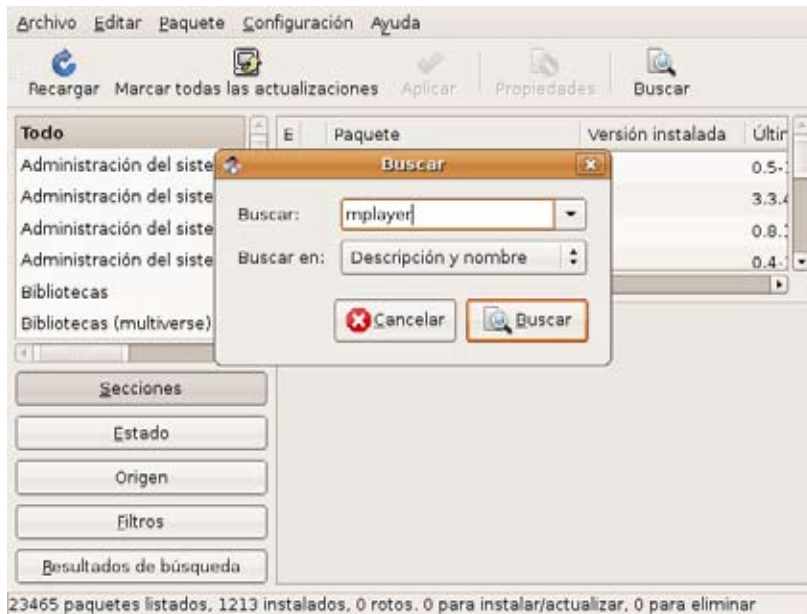 Archivo Editar Paquete Configuración Ayuda
Recargar Marcar todas las actualizaciones Aplicar Propiedades Buscar
Todo
E Paquete Versión instalada Últin
Administración del siste
0.5-
Administración del siste
3.3.4
Administración del siste
0.8.
Administración del siste
0.4-
Bibliotecas
Bibliotecas (multiverse)
Buscar
Buscar: mplayer
Buscar en: Descripción y nombre
Cancelar Buscar
Secciones
Estado
Origen
Filtros
Resultados de búsqueda
23465 paquetes listados, 1213 instalados, 0 rotos. 0 para instalar/actualizar, 0 para eliminar